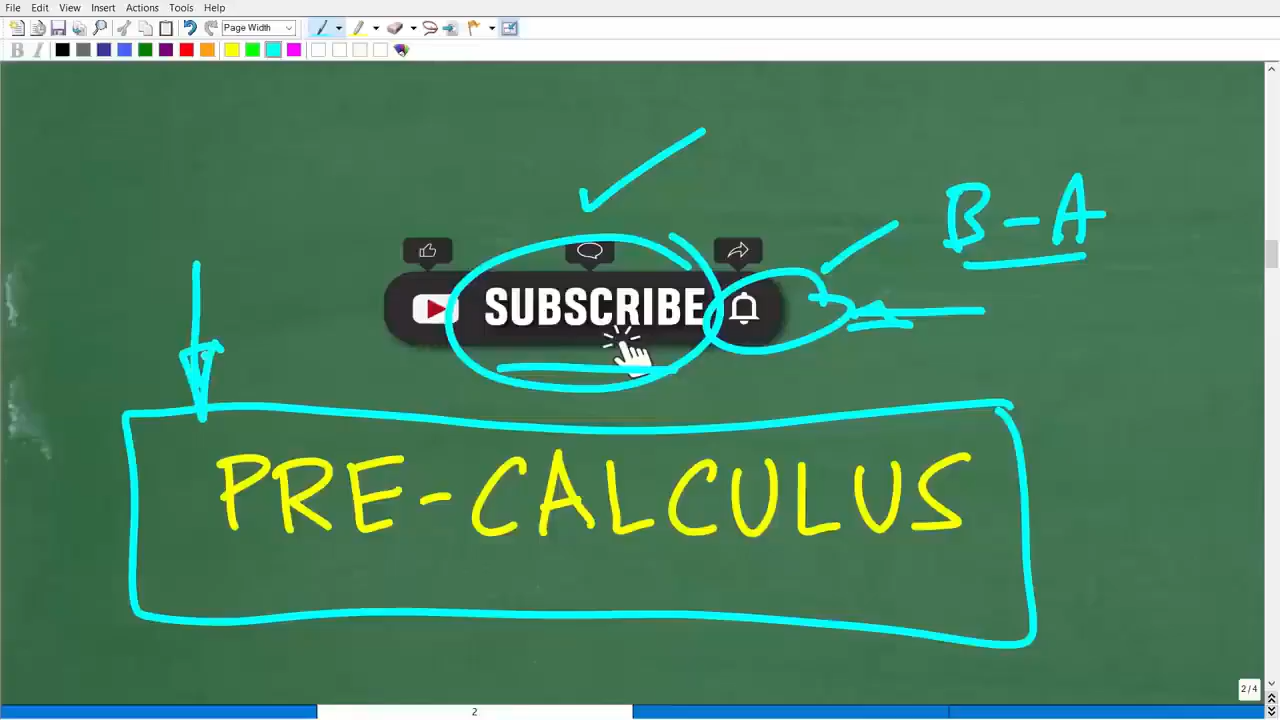 File Edit View Insert Actions Tools Help
Page Width
B I
B-A
SUBSCRIBE
PRE-CALCULUS
2/4
2